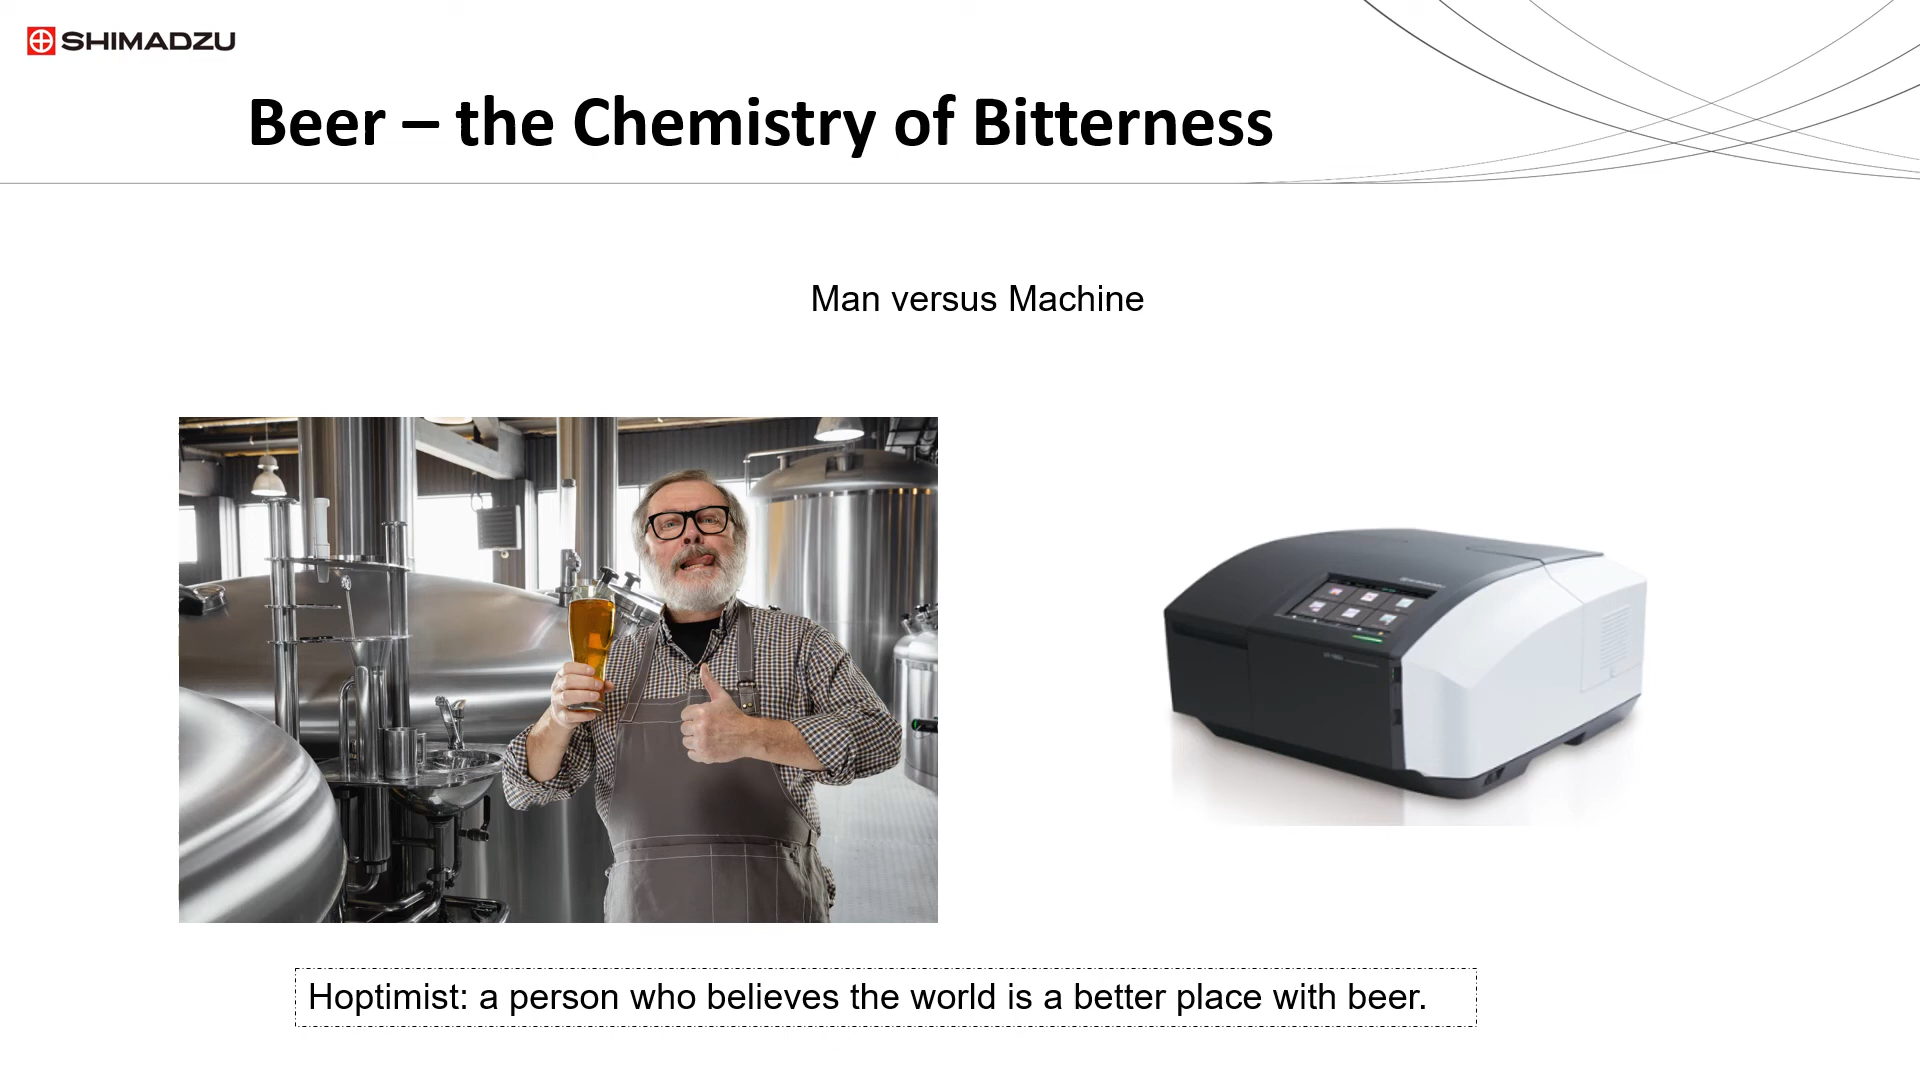 SHIMADZU
Beer – the Chemistry of Bitterness
Man versus Machine
Hoptimist: a person who believes the world is a better place with beer.